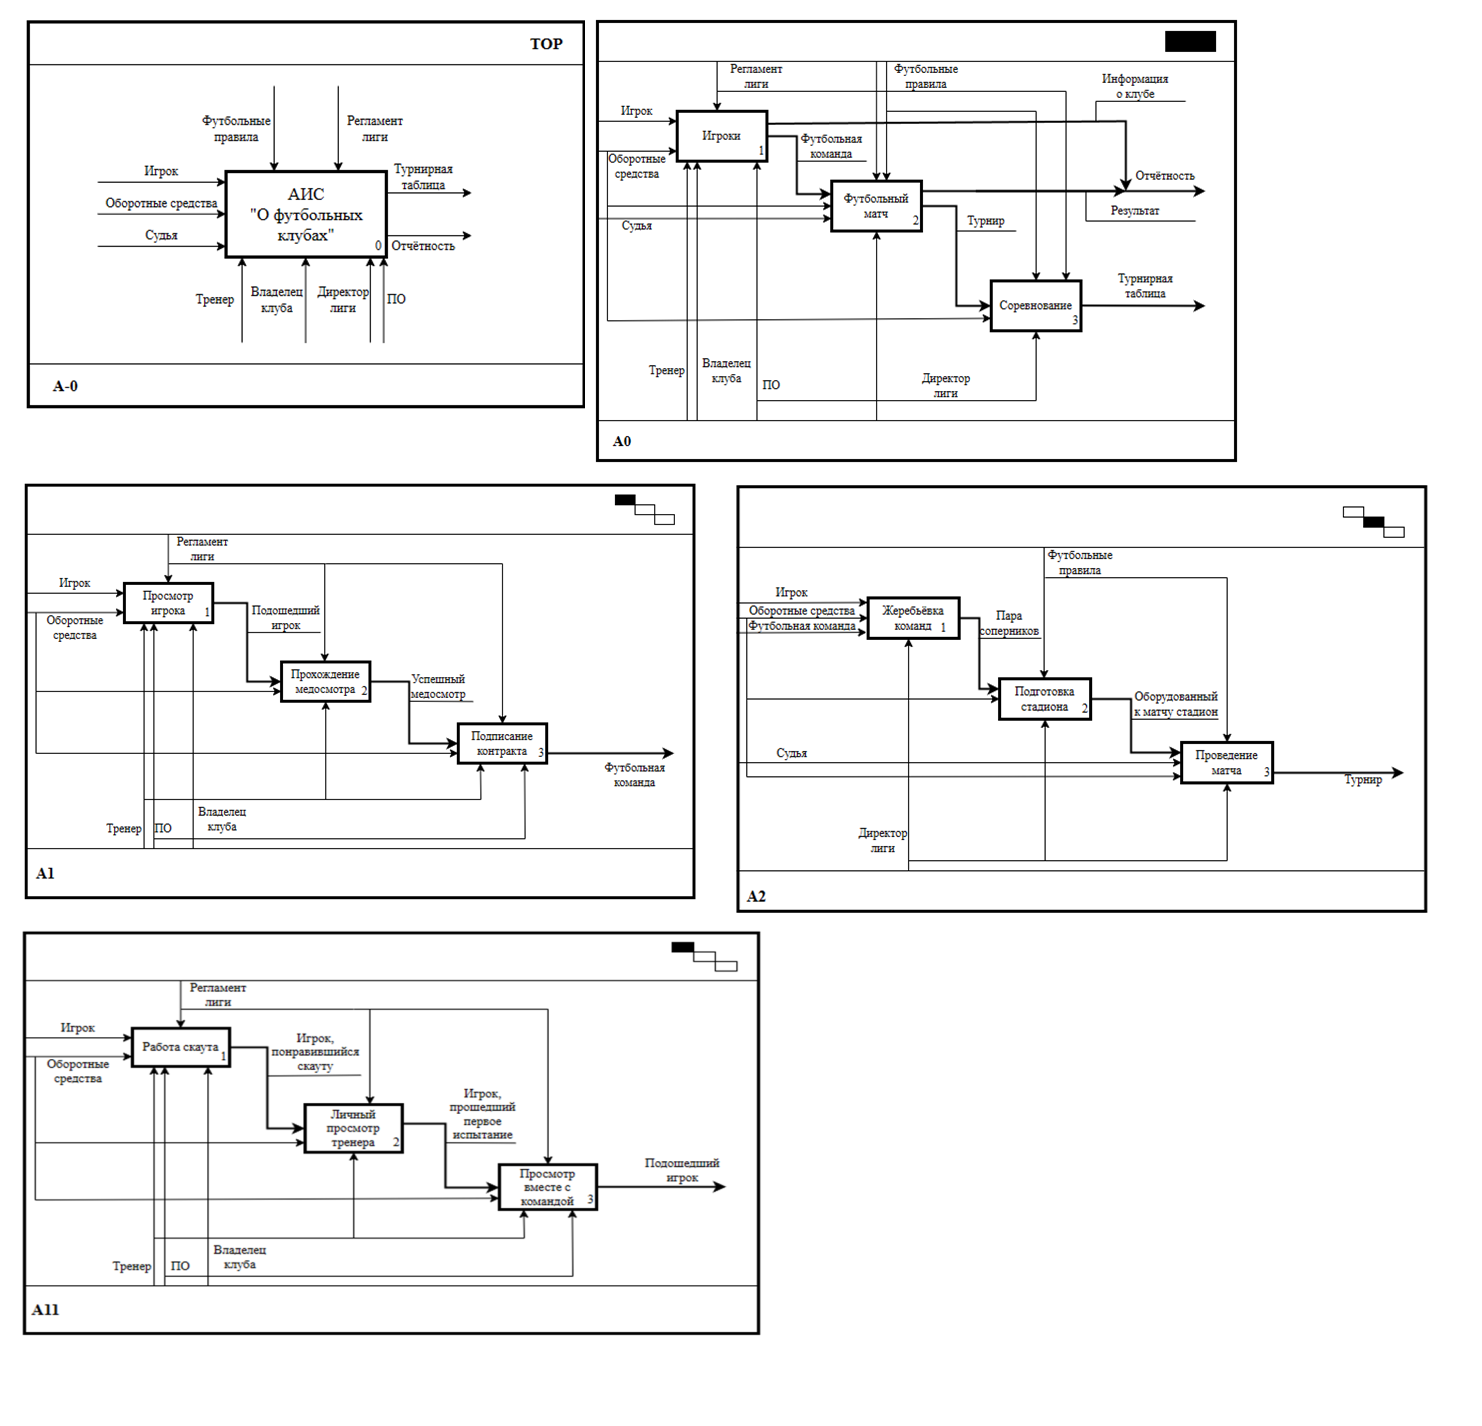 TOP
Футбольные
правила
Регламент
лиги
Игрок
Оборотные средства
Судья
АИС
"О футбольных
клубах"
0
Турнирная
таблица
Отчётность
Тренер
Владелец
клуба
Директор
лиги
ПО
A-0
Регламент
лиги
Футбольные
правила
Информация
о клубе
Игрок
Оборотные
средства
Судья
Игроки
1
Футбольная
команда
Футбольный
матч
2
Отчётность
Результат
Турнир
Соревнование
3
Турнирная
таблица
Тренер
Владелец
клуба
ПО
Директор
лиги
A0
Регламент
лиги
Игрок
Оборотные
средства
Просмотр
игрока
1
Подошедший
игрок
Прохождение
медосмотра
2
Успешный
медосмотр
Подписание
контракта
3
Футбольная
команда
Тренер
ПО
Владелец
клуба
A1
Футбольные
правила
Игрок
Оборотные средства
Футбольная команда
Жеребьёвка
команд
1
Пара
соперников
Подготовка
стадиона
2
Оборудованный
к матчу стадион
Судья
Проведение
матча
3
Турнир
Директор
лиги
A2
Регламент
лиги
Игрок
Оборотные
средства
Работа скаута
1
Игрок,
понравившийся
скауту
Личный
просмотр
тренера
2
Игрок,
прошедший
первое
испытание
Просмотр
вместе с
командой
3
Подошедший
игрок
Тренер
ПО
Владелец
клуба
A11